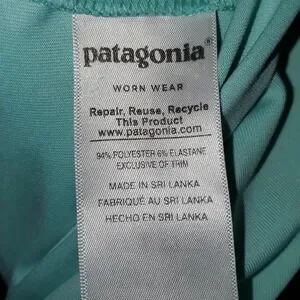 patagonia®
WORN WEAR
Repair, Reuse, Recycle
This Product
www.patagonia.com
94% POLYESTER 6% ELASTANE
EXCLUSIVE OF TRIM
MADE IN SRI LANKA
FABRIQUÉ AU SRI LANKA
HECHO EN SRI LANKA